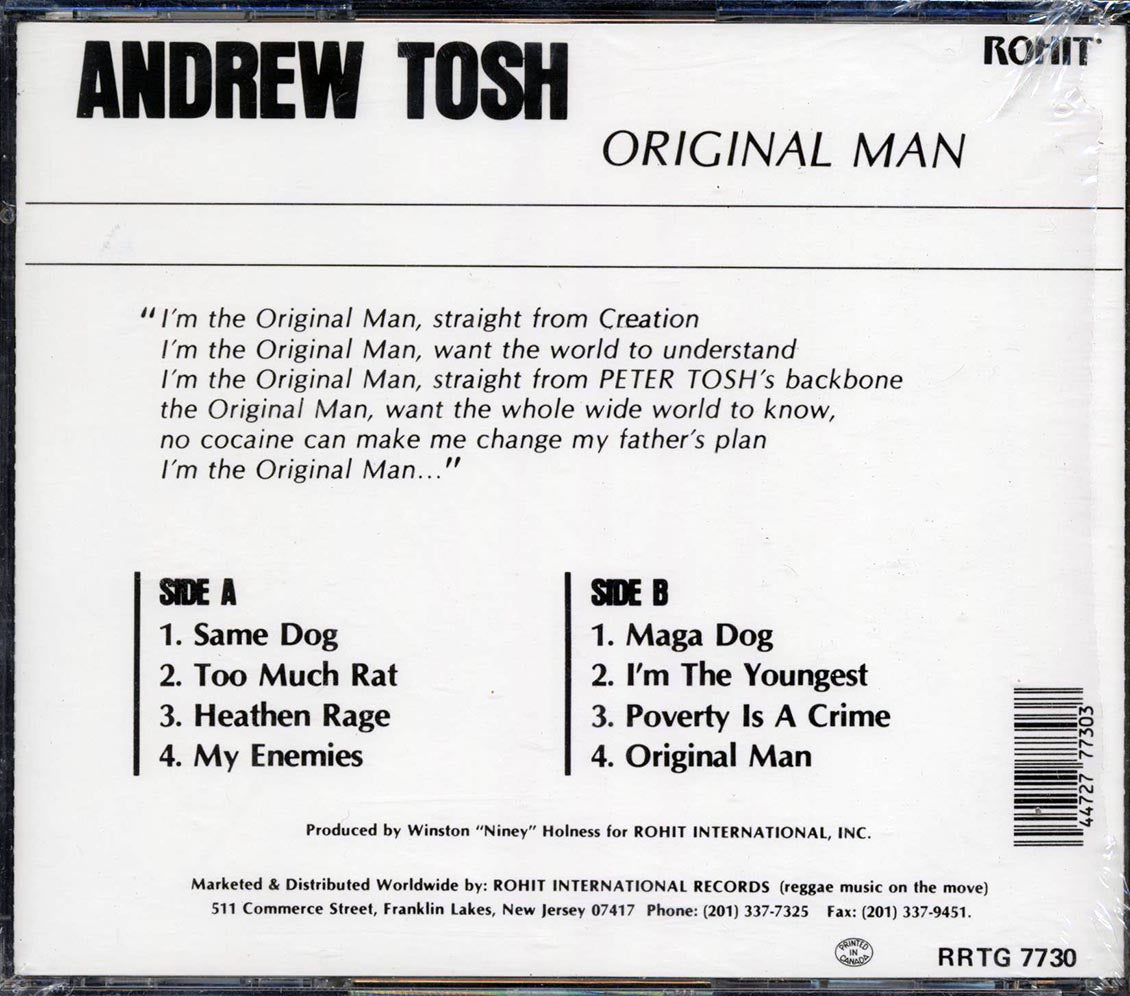 ANDREW TOSH
ROHIT
ORIGINAL MAN
"I'm the Original Man, straight from Creation
I'm the Original Man, want the world to understand
I'm the Original Man, straight from PETER TOSH's backbone
the Original Man, want the whole wide world to know,
no cocaine can make me change my father's plan
I'm the Original Man..."
SIDE A
1. Same Dog
2. Too Much Rat
3. Heathen Rage
4. My Enemies
SIDE B
1. Maga Dog
2. I'm The Youngest
3. Poverty Is A Crime
4. Original Man
44727 77303
Produced by Winston "Niney" Holness for ROHIT INTERNATIONAL, INC.
Marketed & Distributed Worldwide by: ROHIT INTERNATIONAL RECORDS (reggae music on the move)
511 Commerce Street, Franklin Lakes, New Jersey 07417 Phone: (201) 337-7325 Fax: (201) 337-9451.
PRINTED
IN
CANADA
RRTG 7730